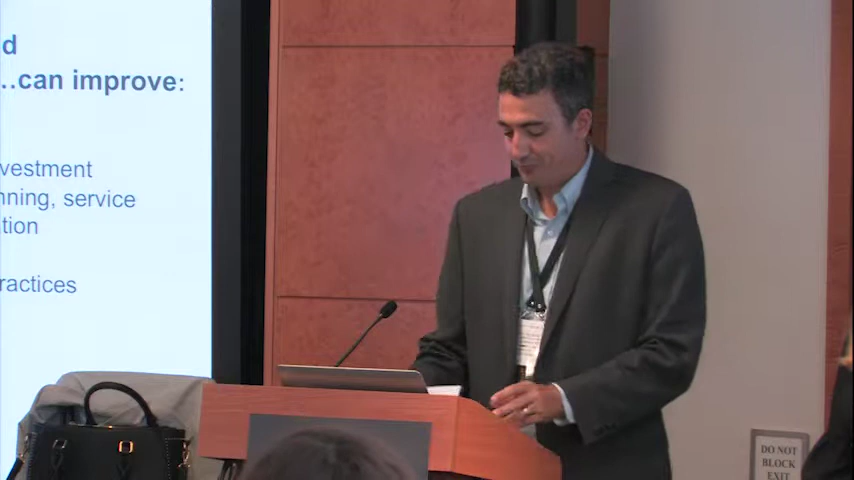 d
...can improve:
vestment
nning, service
tion
ractices
DO NOT
BLOCK
EXIT